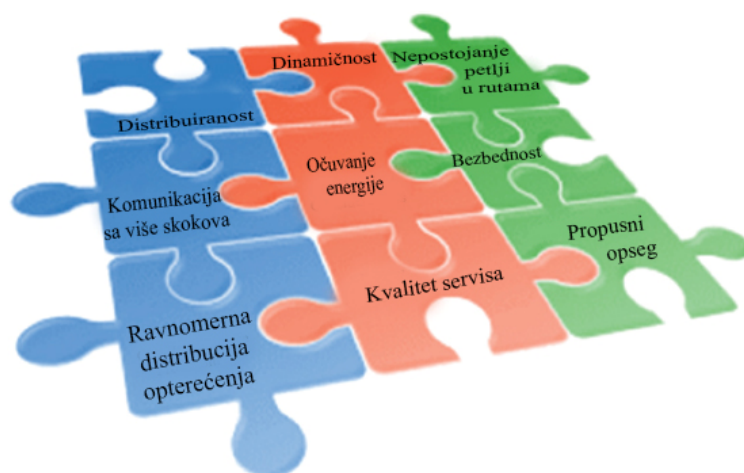 Distribuiranost
Dinamičnost
Nepostojanje
petlji
u rutama
Komunikacija
sa više skokova
Očuvanje
energije
Bezbednost
Ravnomerna
distribucija
opterećenja
Kvalitet servisa
Propusni
opseg